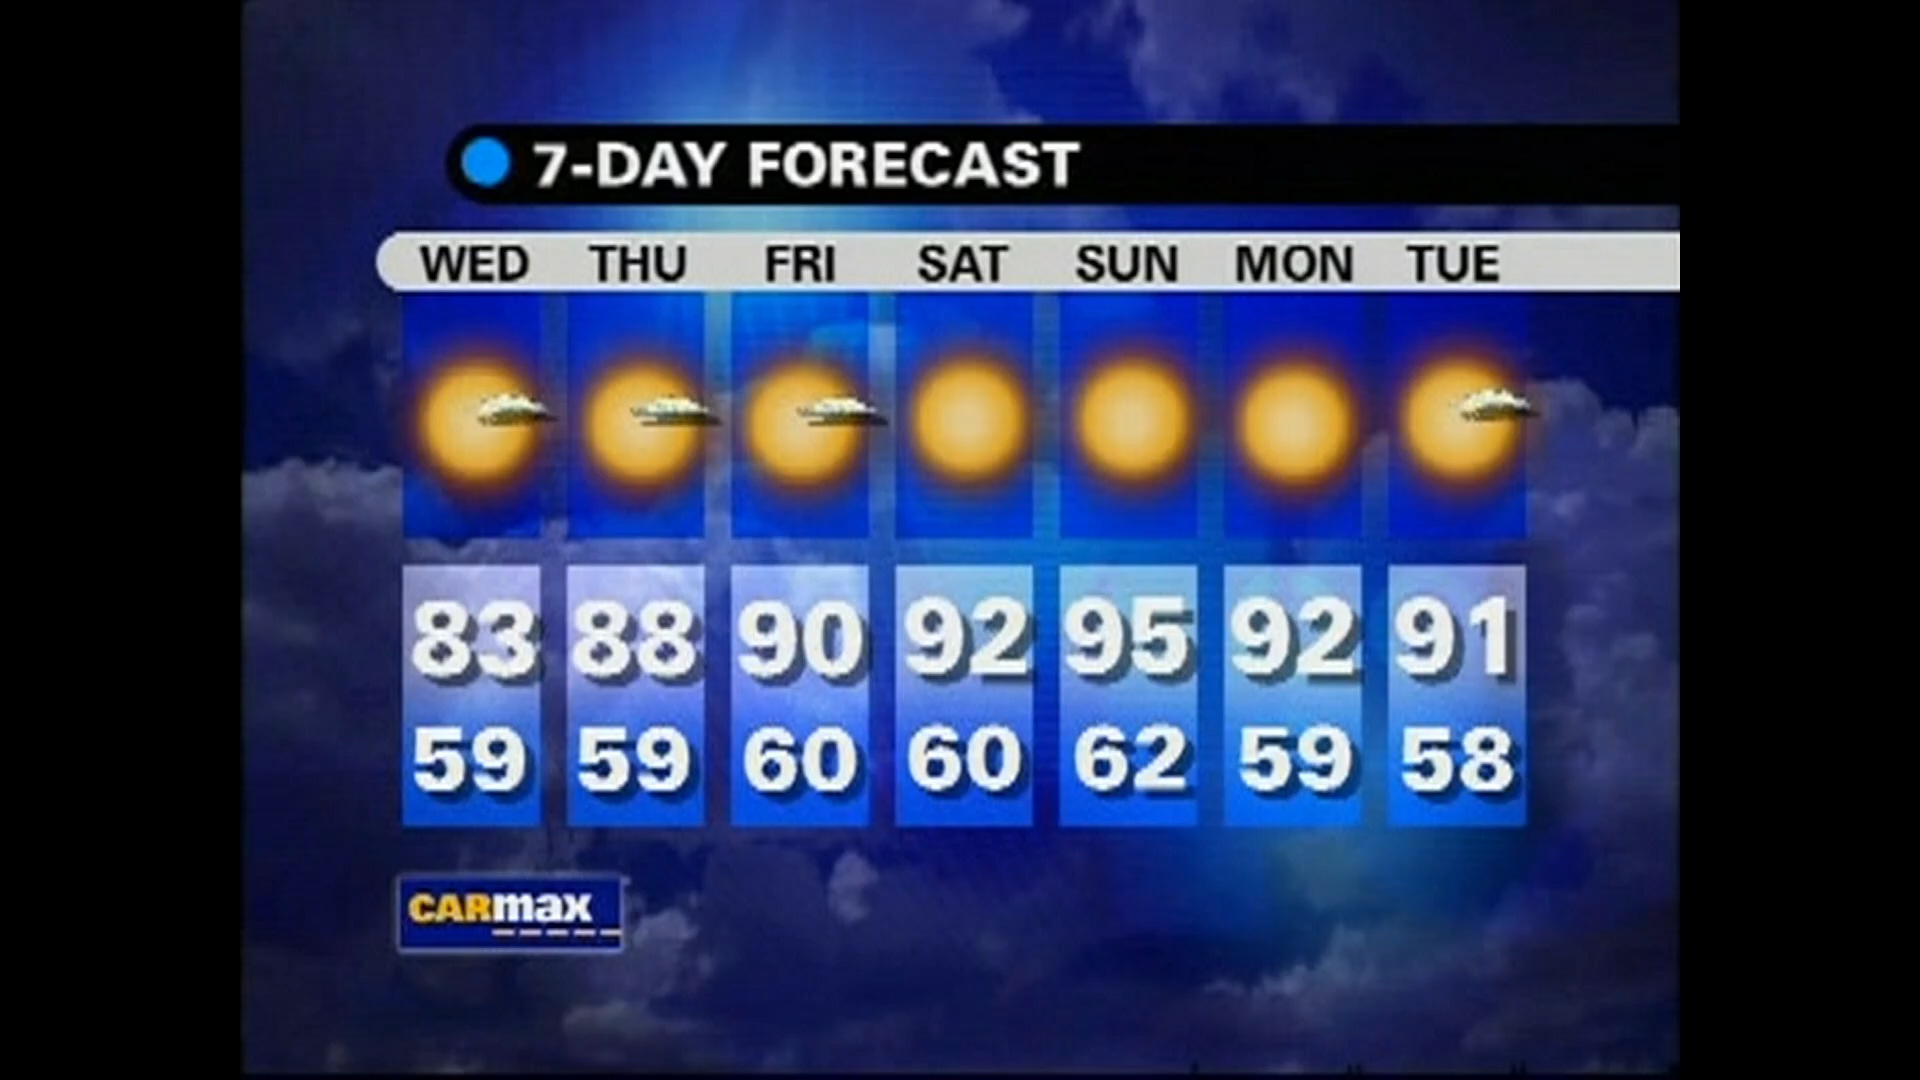 7-DAY FORECAST
WED THU FRI SAT SUN MON TUE
83 88 90 92 95 92 91
59 59 60 60 62 59 58
CARmax